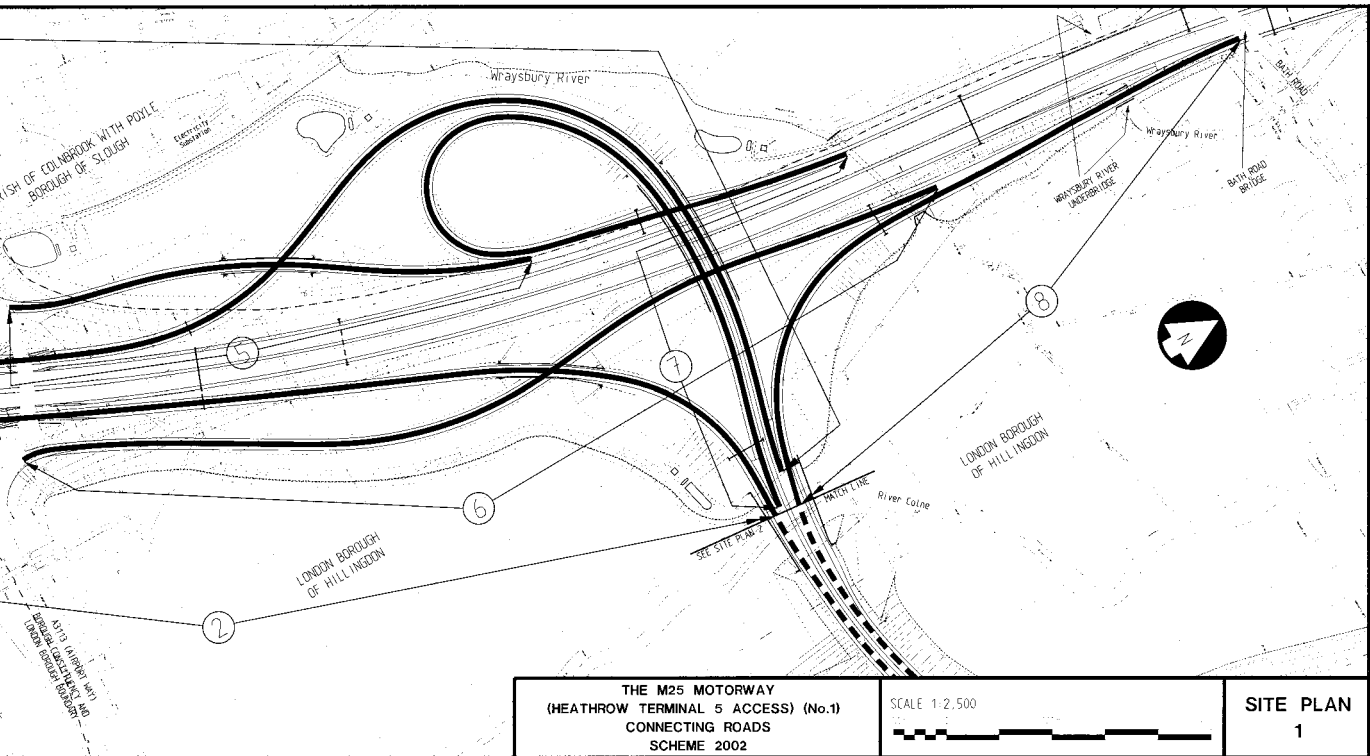 Wraysbury River
ISH OF COLNBROOK WITH POYLE
BOROUGH OF SLOUGH
Electricity
Substation
BATH ROAD
Wraysbury River
WRAYSBURY RIVER
UNDERBRIDGE
BATH ROAD
BRIDGE
8
N
5
7
LONDON BOROUGH
OF HILLINGDON
6
MATCH LINE
River Colne
SEE SITE PLAN 2
LONDON BOROUGH
OF HILLINGDON
2
A3113 (AIRPORT WAY)
BOROUGH CONSTITUENCY AND
LONDON BOROUGH BOUNDARY
THE M25 MOTORWAY
(HEATHROW TERMINAL 5 ACCESS) (No.1)
CONNECTING ROADS
SCHEME 2002
SCALE 1:2,500
SITE PLAN
1